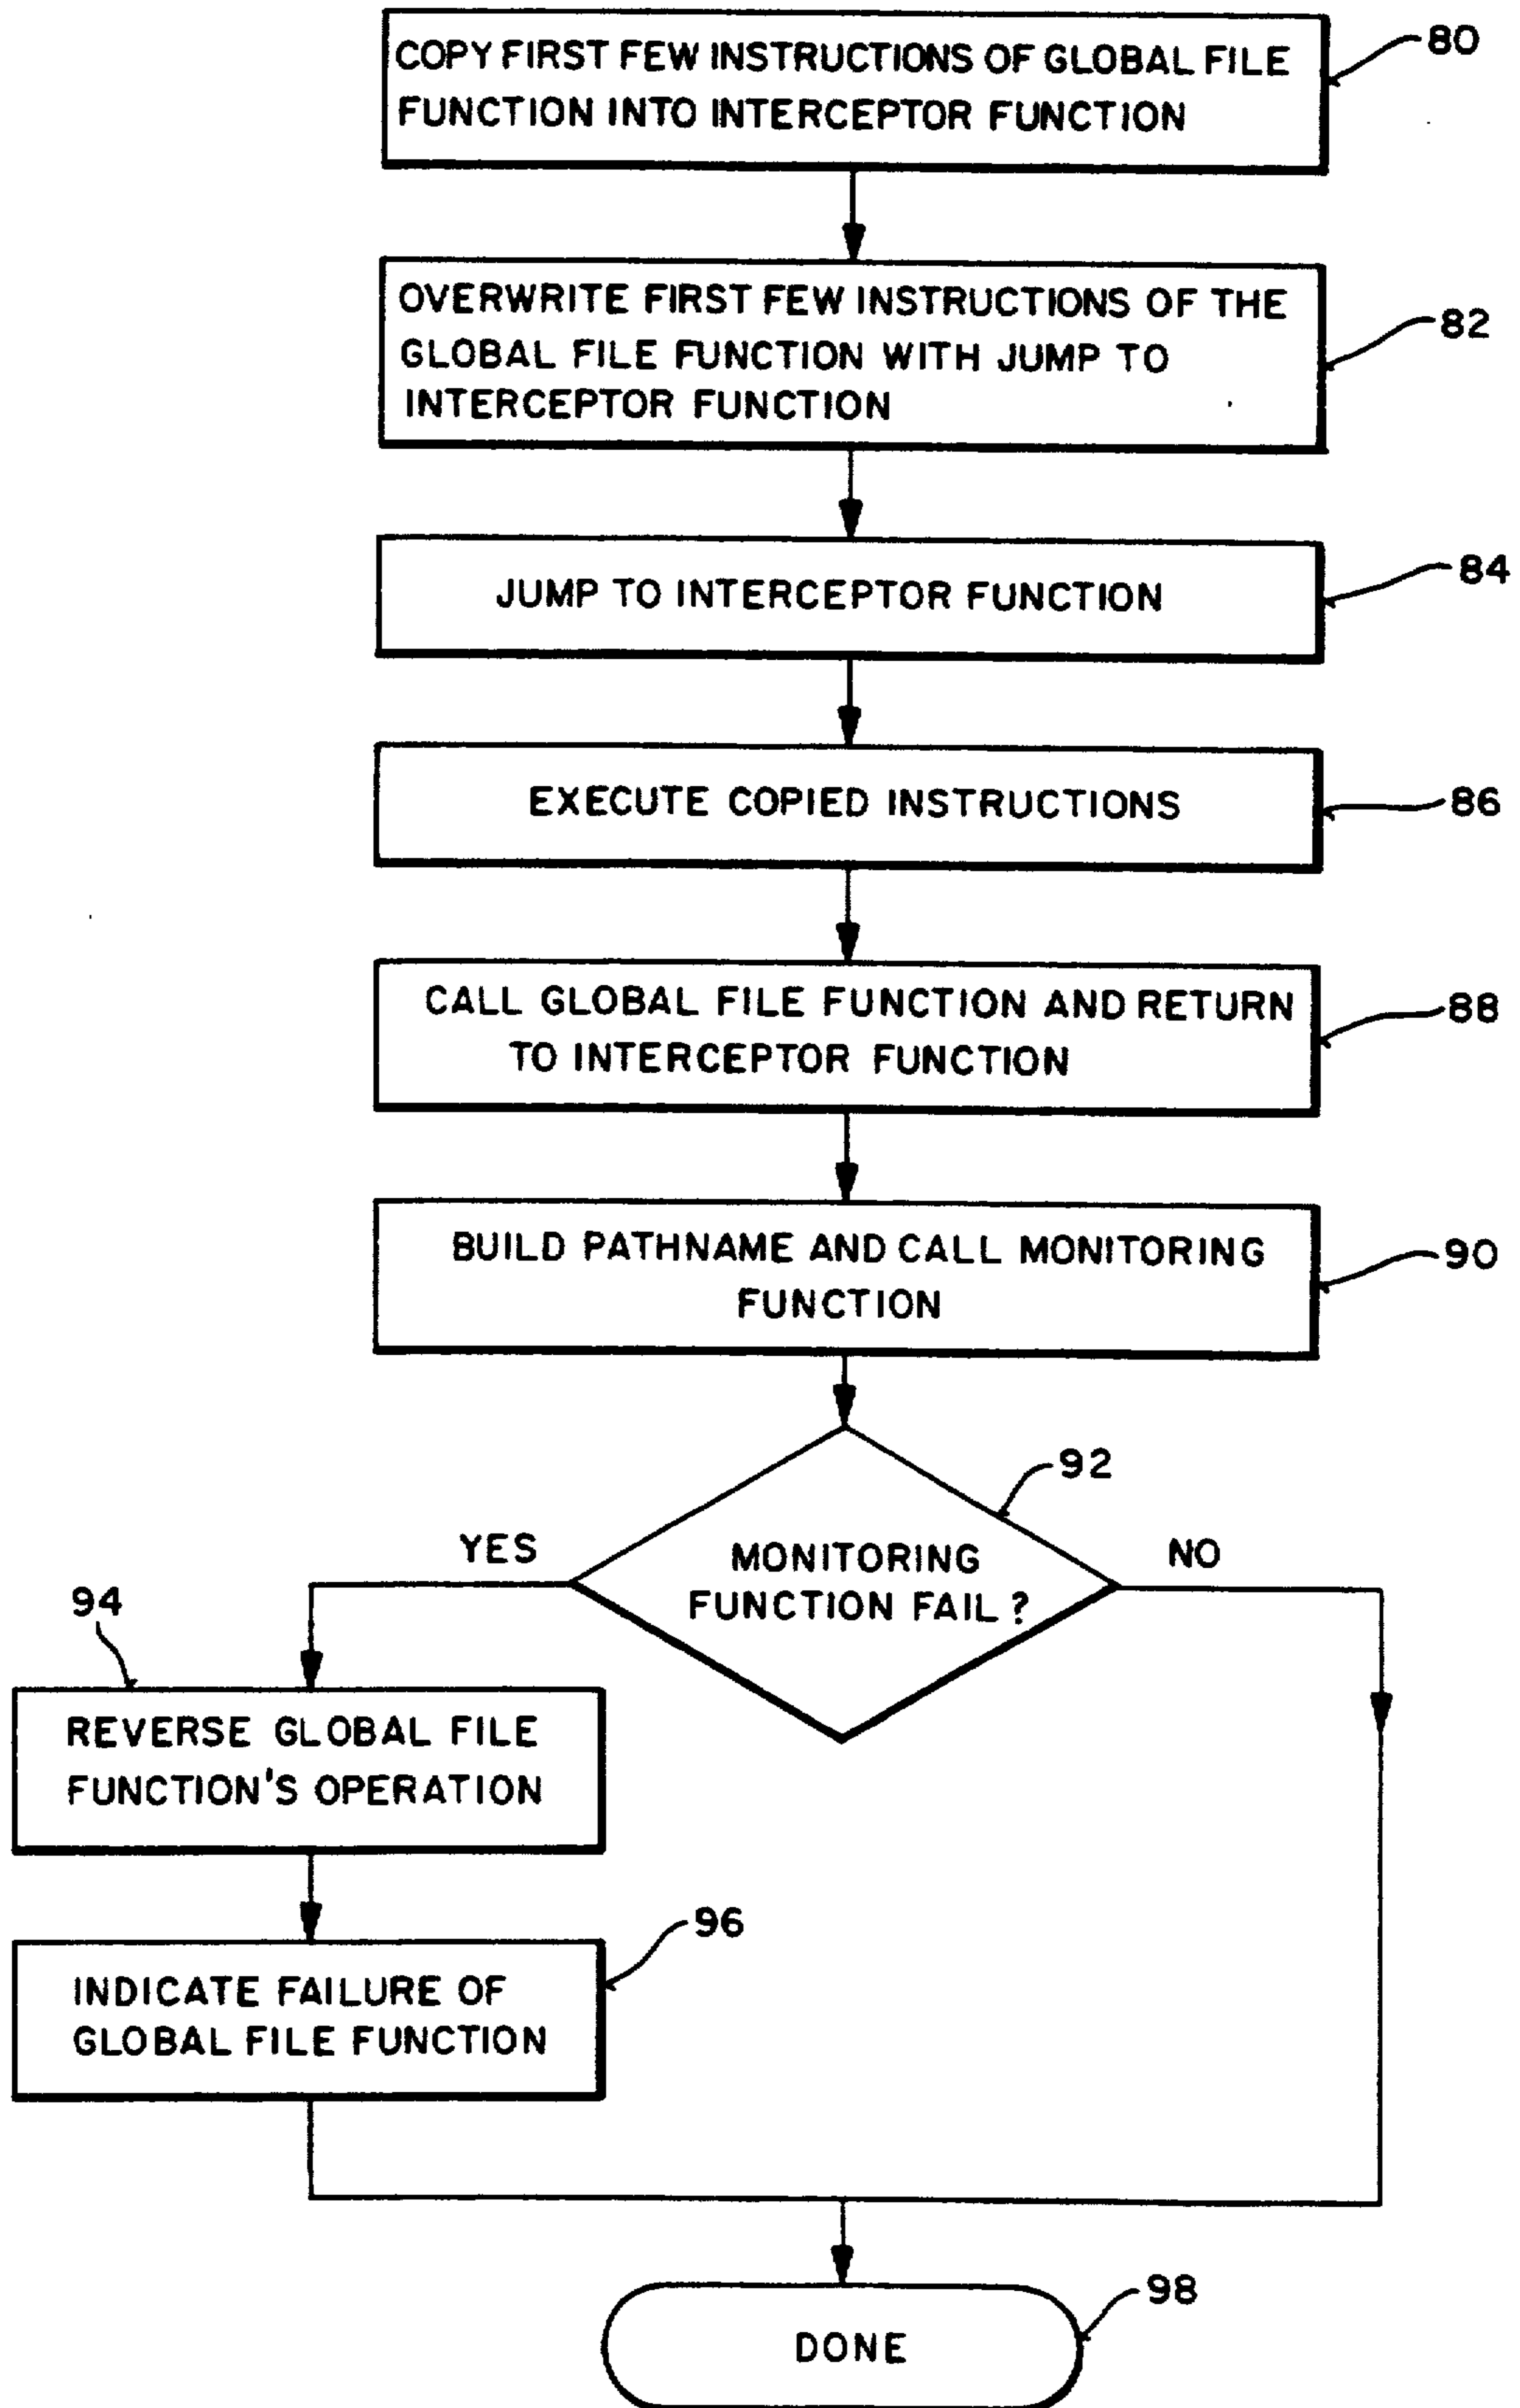 COPY FIRST FEW INSTRUCTIONS OF GLOBAL FILE
FUNCTION INTO INTERCEPTOR FUNCTION
80
OVERWRITE FIRST FEW INSTRUCTIONS OF THE
GLOBAL FILE FUNCTION WITH JUMP TO
INTERCEPTOR FUNCTION
82
JUMP TO INTERCEPTOR FUNCTION
84
EXECUTE COPIED INSTRUCTIONS
86
CALL GLOBAL FILE FUNCTION AND RETURN
TO INTERCEPTOR FUNCTION
88
BUILD PATHNAME AND CALL MONITORING
FUNCTION
90
92
YES
MONITORING
FUNCTION FAIL?
NO
94
REVERSE GLOBAL FILE
FUNCTION'S OPERATION
96
INDICATE FAILURE OF
GLOBAL FILE FUNCTION
98
DONE